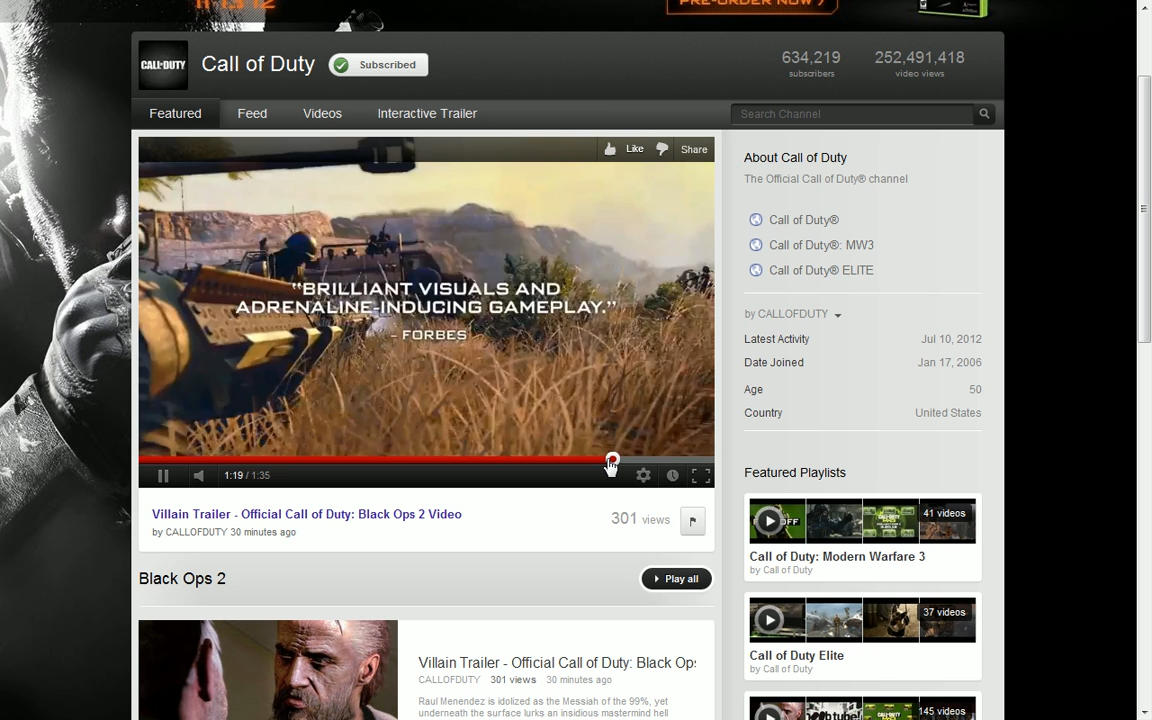 11.13.12
PRE-ORDER NOW
CALL DUTY
Call of Duty
Subscribed
634,219
subscribers
252,491,418
video views
Featured
Feed
Videos
Interactive Trailer
Search Channel
Like
Share
"BRILLIANT VISUALS AND
ADRENALINE-INDUCING GAMEPLAY."
- FORBES
1:19 / 1:35
Villain Trailer - Official Call of Duty: Black Ops 2 Video
by CALLOFDUTY 30 minutes ago
301 views
Black Ops 2
Play all
Villain Trailer - Official Call of Duty: Black Op
CALLOFDUTY 301 views 30 minutes ago
Raul Menendez is idolized as the Messiah of the 99%, yet
underneath the surface lurks an insidious mastermind hell
About Call of Duty
The Official Call of Duty® channel
Call of Duty®
Call of Duty®: MW3
Call of Duty® ELITE
by CALLOFDUTY
Latest Activity Jul 10, 2012
Date Joined Jan 17, 2006
Age 50
Country United States
Featured Playlists
41 videos
Call of Duty: Modern Warfare 3
by Call of Duty
37 videos
Call of Duty Elite
by Call of Duty
145 videos